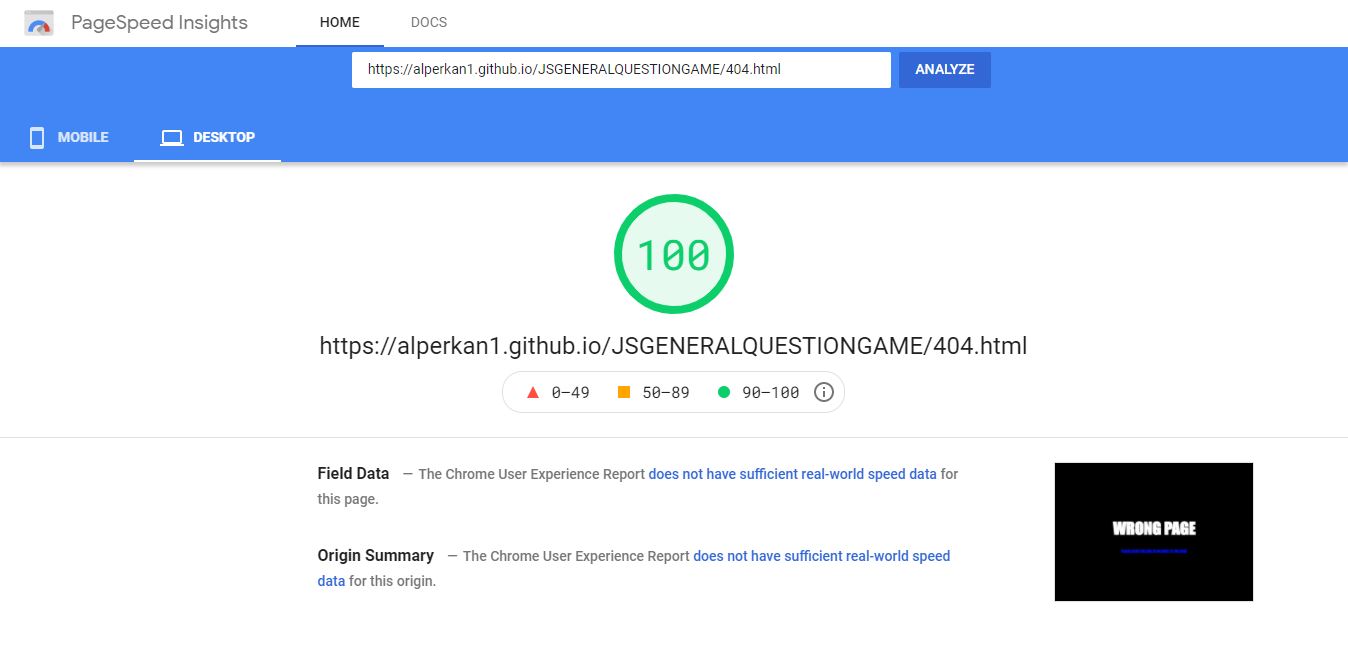 PageSpeed Insights HOME DOCS
https://alperkan1.github.io/JSGENERALQUESTIONGAME/404.html ANALYZE
MOBILE DESKTOP
100
https://alperkan1.github.io/JSGENERALQUESTIONGAME/404.html
0–49 50–89 90–100
Field Data — The Chrome User Experience Report does not have sufficient real-world speed data for
this page.
Origin Summary — The Chrome User Experience Report does not have sufficient real-world speed
data for this origin.
WRONG PAGE